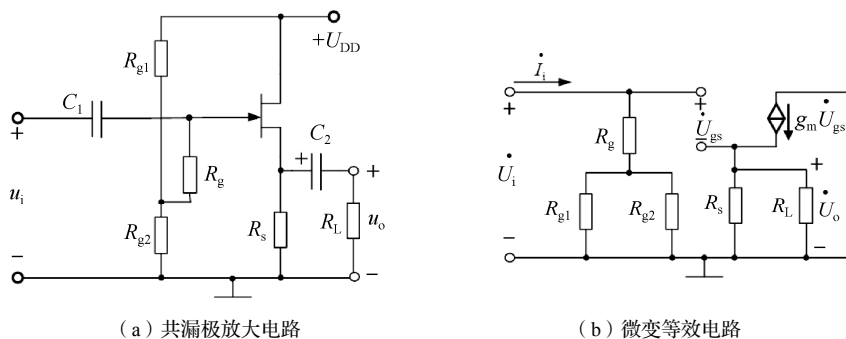 +U_DD
R_g1
C_1
+
C_2
+
+
u_i
R_g
R_g2
R_s
R_L
u_o
−
−
(a)共漏极放大电路
İ_i
+
+
U̇_gs
−
g_m U̇_gs
R_g
U̇_i
R_g1
R_g2
R_s
R_L
+
U̇_o
−
−
(b)微变等效电路